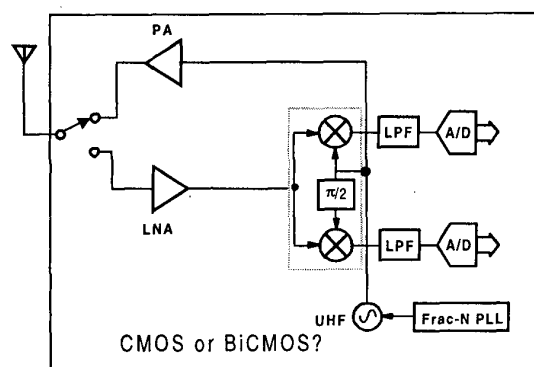 PA
LPF
A/D
π/2
LNA
LPF
A/D
UHF
Frac-N PLL
CMOS or BiCMOS?